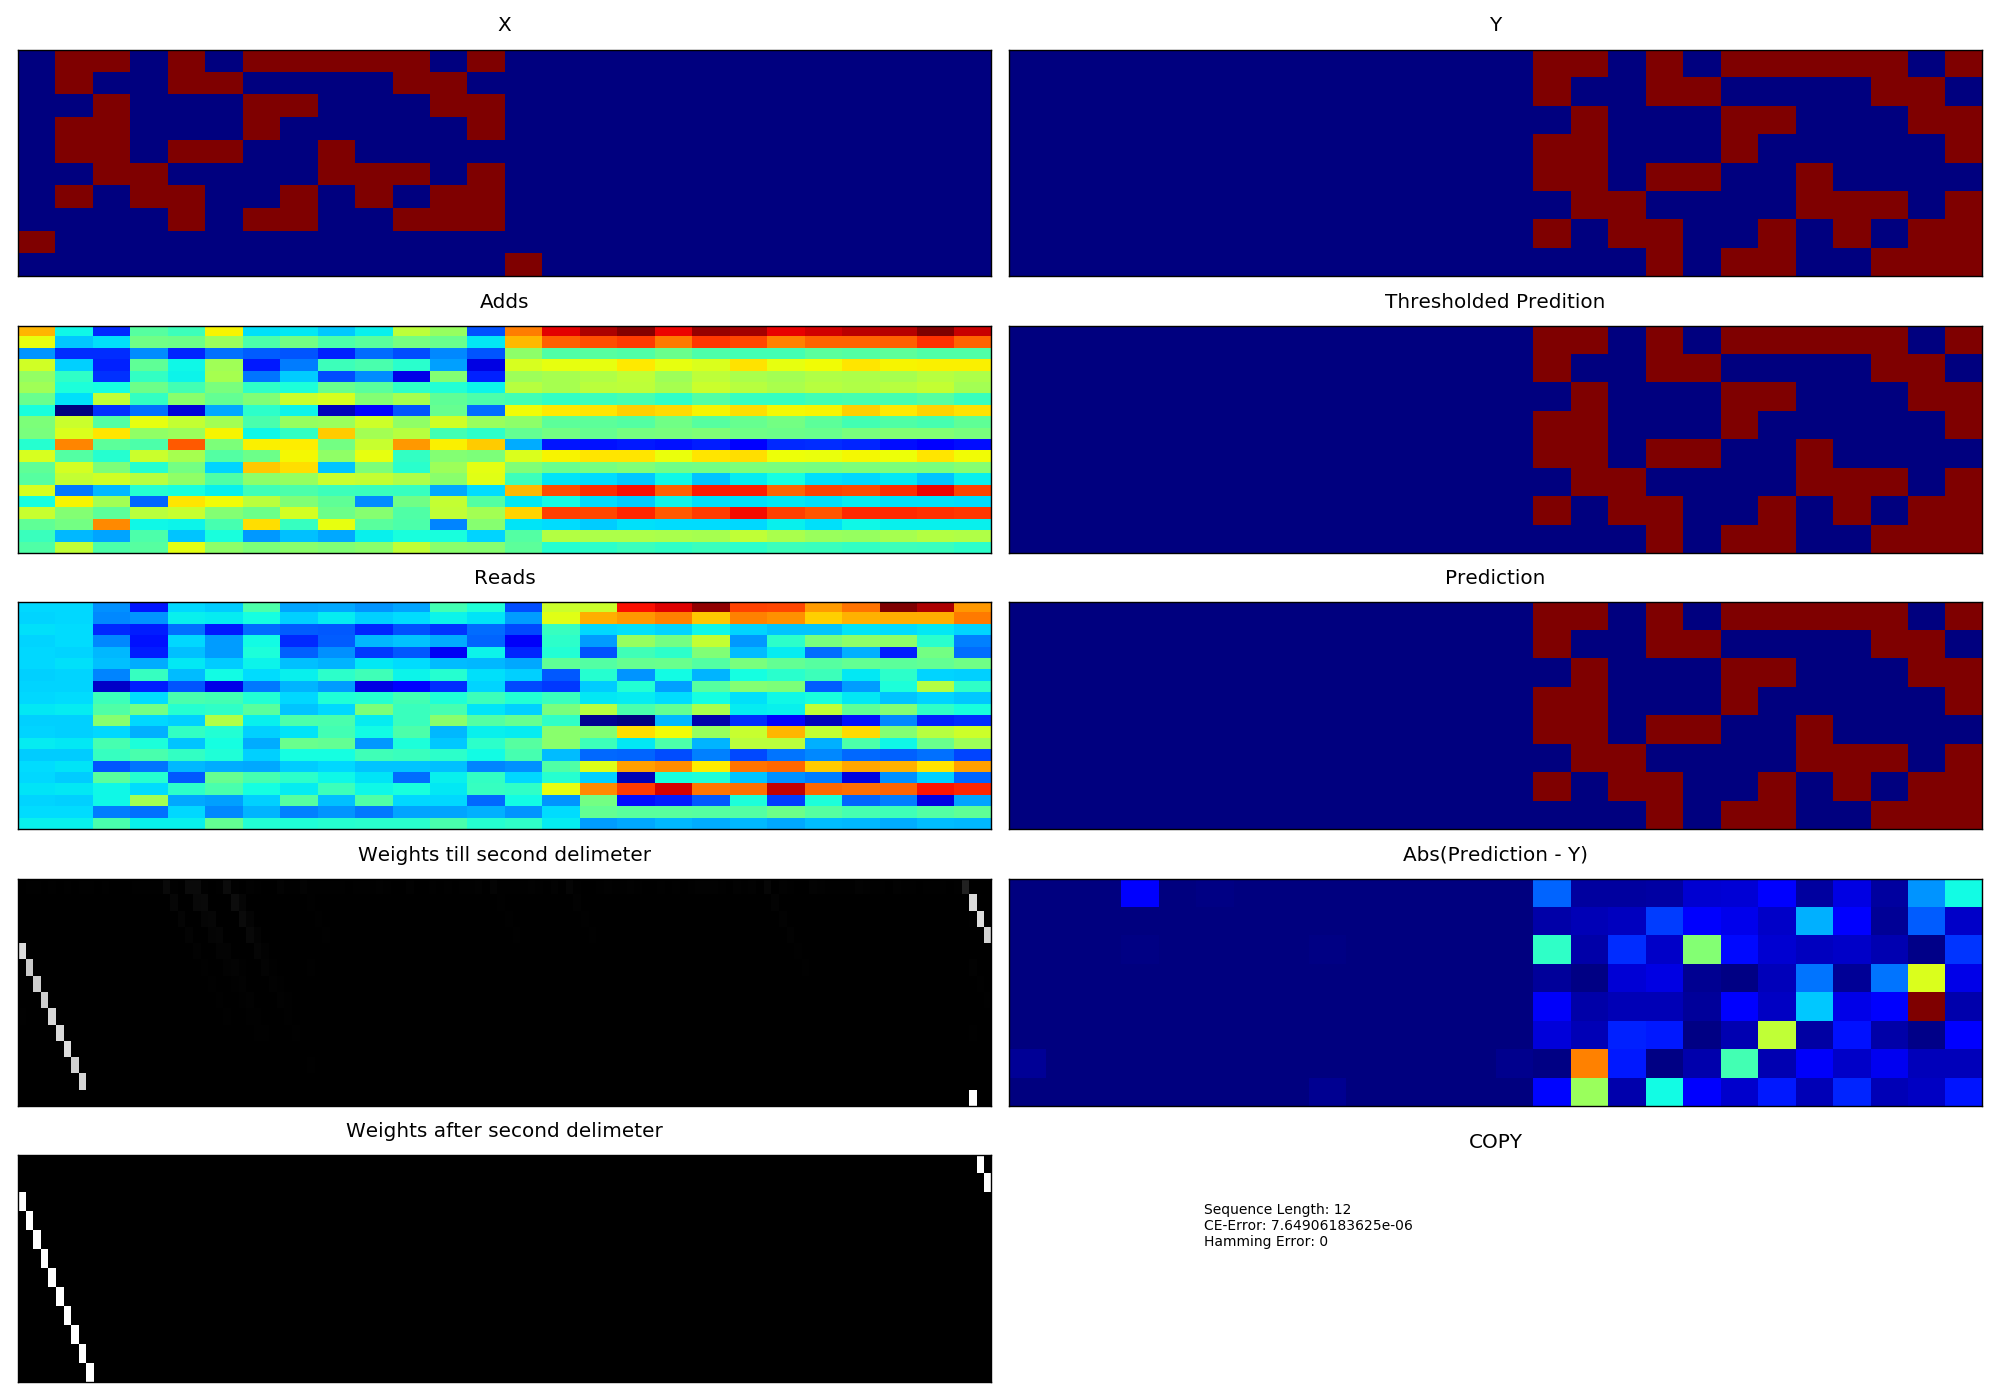 X
Y
Adds
Thresholded Predition
Reads
Prediction
Weights till second delimeter
Abs(Prediction - Y)
Weights after second delimeter
COPY
Sequence Length: 12
CE-Error: 7.64906183625e-06
Hamming Error: 0